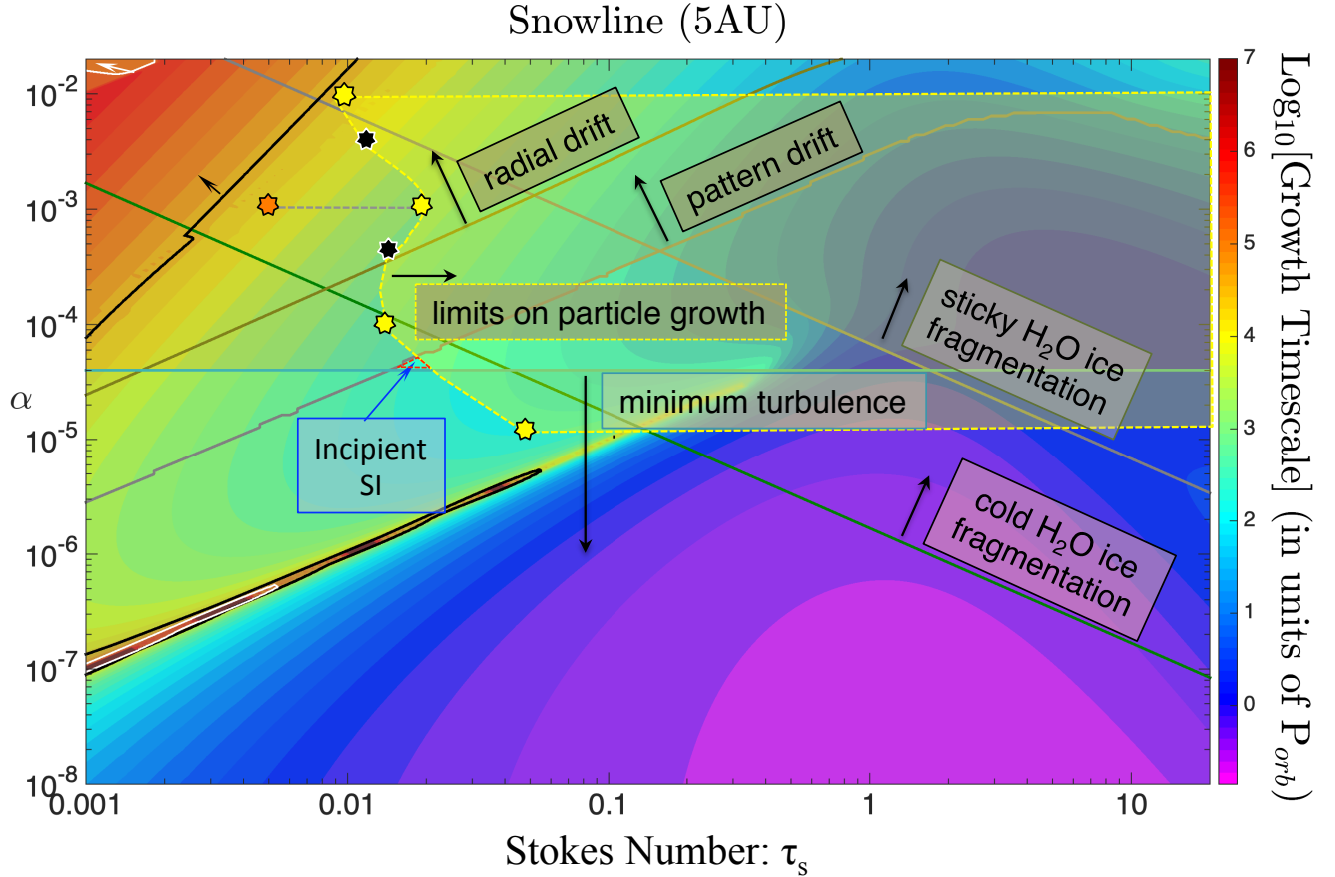 Snowline (5AU)
10⁻²
10⁻³
10⁻⁴
10⁻⁵
10⁻⁶
10⁻⁷
10⁻⁸
α
radial drift
pattern drift
limits on particle growth
sticky H₂O ice
fragmentation
minimum turbulence
Incipient
SI
cold H₂O ice
fragmentation
0.001
0.01
0.1
1
10
Stokes Number: τₛ
7
6
5
4
3
2
1
0
Log₁₀[Growth Timescale] (in units of P_orb)